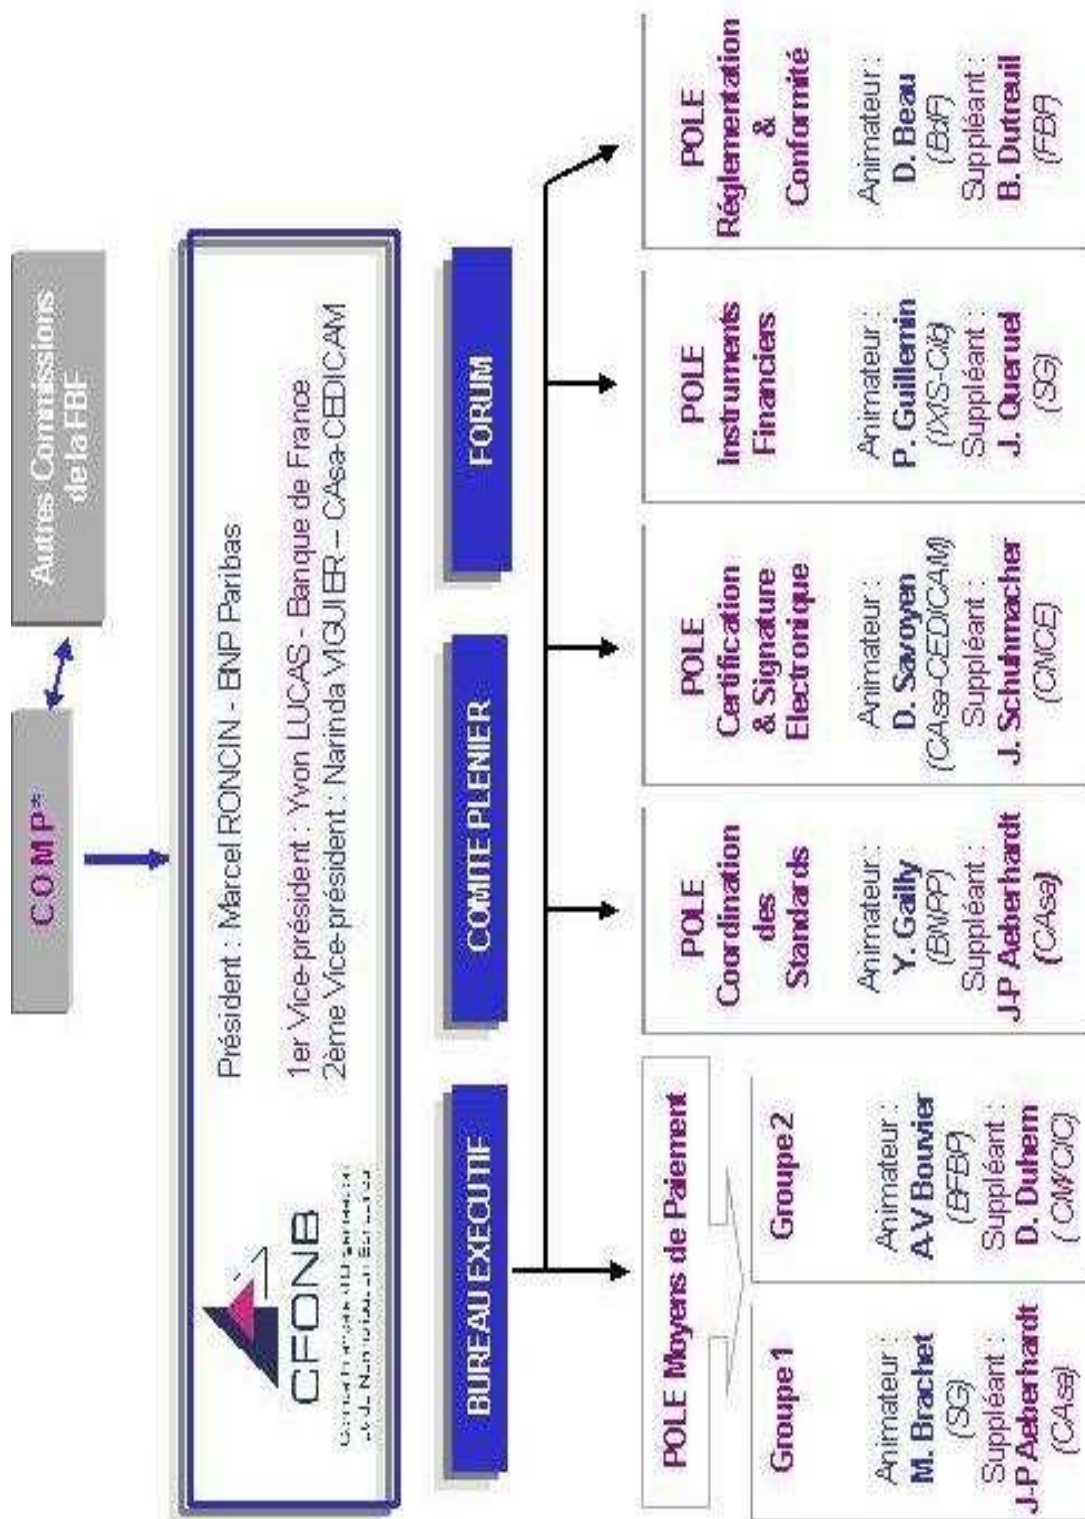 COMP*
Autres Commissions
de la FBF
CFONB
Président : Marcel RONCIN - BNP Paribas
1er Vice-président : Yvon LUCAS - Banque de France
2ème Vice-président : Narinda VIGUIER – CAsa-CEDICAM
BUREAU EXECUTIF
COMITE PLENIER
FORUM
POLE Moyens de Paiement
Groupe 1
Animateur :
M. Brachet
(SG)
Suppléant :
J-P Aeberhardt
(CAsa)
Groupe 2
Animateur :
A-V Bouvier
(BFBP)
Suppléant :
D. Duhem
(CM/CIC)
POLE
Coordination
des
Standards
Animateur :
Y. Gailly
(BNPP)
Suppléant :
J-P Aeberhardt
(CAsa)
POLE
Certification
& Signature
Electronique
Animateur :
D. Savoyen
(CAsa-CEDICAM)
Suppléant :
J. Schuhmacher
(CNCE)
POLE
Instruments
Financiers
Animateur :
P. Guillemin
(IXIS-Cib)
Suppléant :
J. Queruel
(SG)
POLE
Réglementation
&
Conformité
Animateur :
D. Beau
(BdF)
Suppléant :
B. Dutreuil
(FBF)